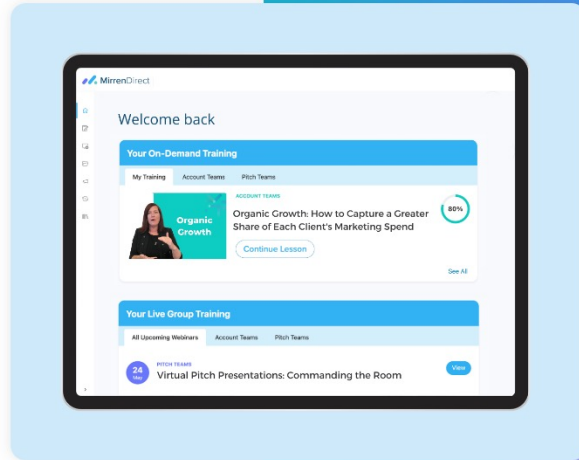 MirrenDirect
Welcome back
Your On-Demand Training
My Training Account Teams Pitch Teams
ACCOUNT TEAMS
Organic Growth: How to Capture a Greater
Share of Each Client's Marketing Spend
80%
Organic
Growth
Continue Lesson
See All
Your Live Group Training
All Upcoming Webinars Account Teams Pitch Teams
24
May
PITCH TEAMS
Virtual Pitch Presentations: Commanding the Room
View